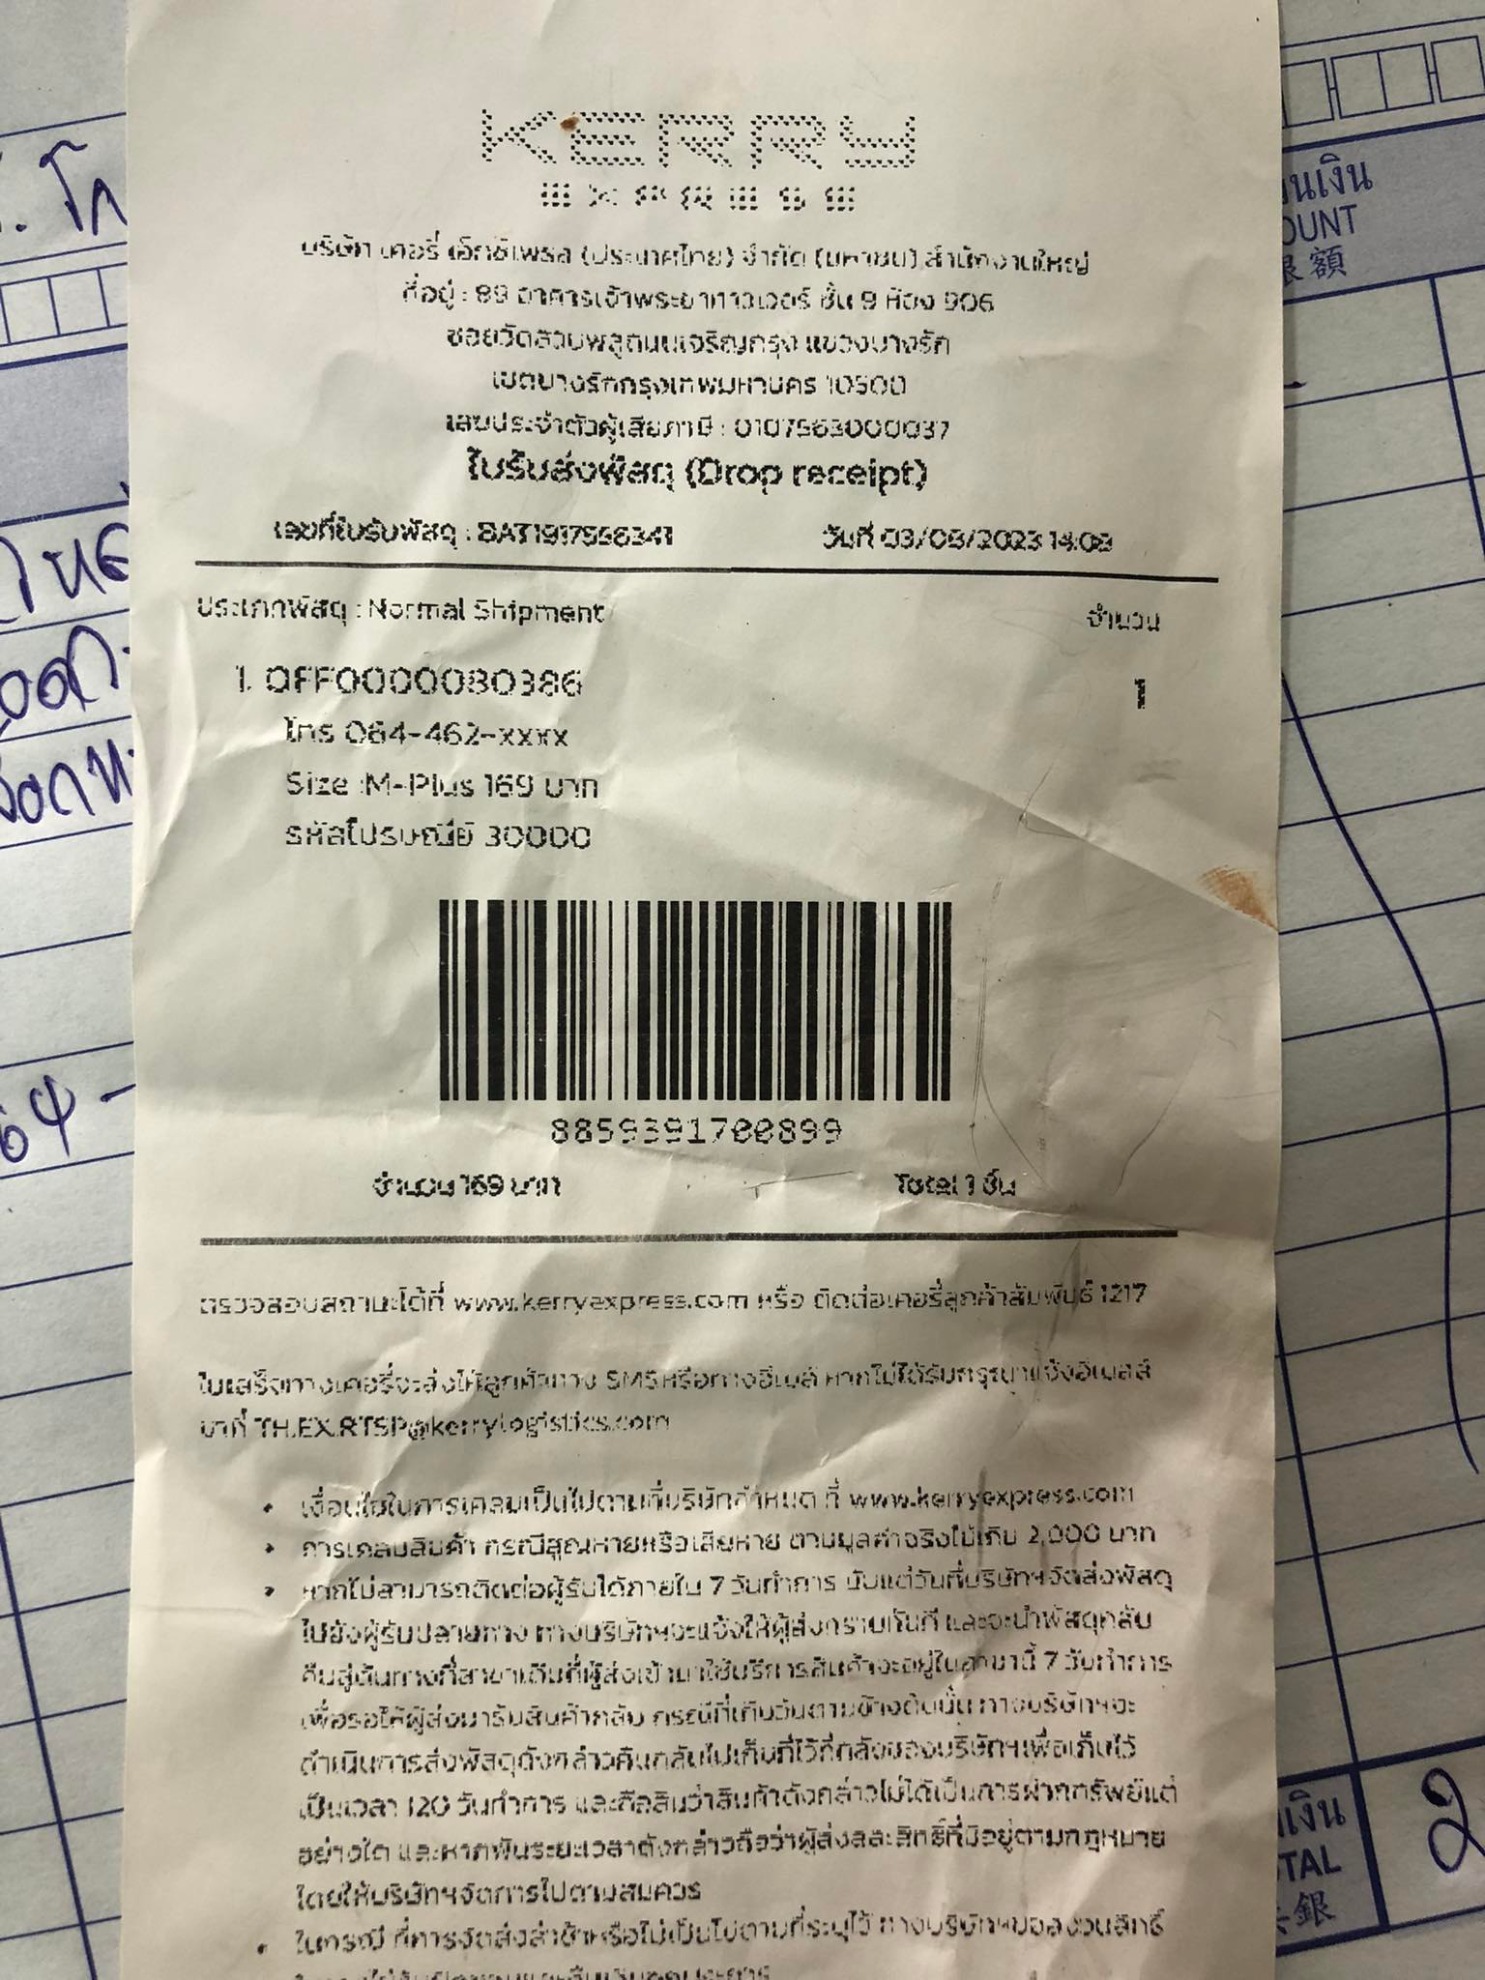 KERRY
EXPRESS
บริษัท เคอรี่ เอ็กซ์เพรส (ประเทศไทย) จำกัด (มหาชน) สำนักงานใหญ่
ที่อยู่ : 89 อาคารเจ้าพระยาทาวเวอร์ ชั้น 9 ห้อง 906
ซอยวัดสวนพลูถนนเจริญกรุง แขวงบางรัก
เขตบางรักกรุงเทพมหานคร 10500
เลขประจำตัวผู้เสียภาษี : 0107563000037
ใบรับส่งพัสดุ (Drop receipt)
เลขที่ใบรับพัสดุ :
วันที่
ประเภทพัสดุ : Normal Shipment
จำนวน
1. QFF0000080386
1
โทร 064-462-xxxx
Size :M-Plus 169 บาท
รหัสไปรษณีย์ 30000
8859391700899
จำนวน 169 บาท
Total 1 ชิ้น
ตรวจสอบสถานะได้ที่ www.kerryexpress.com หรือ ติดต่อเคอรี่ลูกค้าสัมพันธ์ 1217
ใบเสร็จทางเคอรี่จะส่งให้ลูกค้าทาง SMSหรือทางอีเมล์ หากไม่ได้รับกรุณาแจ้งอีเมลล์
มาที่ TH.EX.RTSP@kerrylogistics.com
• เงื่อนไขในการเคลมเป็นไปตามที่บริษัทกำหนด ที่ www.kerryexpress.com
• การเคลมสินค้า กรณีสูญหายหรือเสียหาย ตามมูลค่าจริงไม่เกิน 2,000 บาท
• หากไม่สามารถติดต่อผู้รับได้ภายใน 7 วันทำการ นับแต่วันที่บริษัทฯจัดส่งพัสดุ
ไปยังผู้รับปลายทาง ทางบริษัทฯจะแจ้งให้ผู้ส่งทราบทันที และจะนำพัสดุกลับ
คืนสู่ต้นทางที่สาขาเดิมที่ผู้ส่งเข้ามาใช้บริการสินค้าจะอยู่ในสาขานี้ 7 วันทำการ
เพื่อรอให้ผู้ส่งมารับสินค้ากลับ กรณีที่เกินวันตามข้างต้นนั้น ทางบริษัทฯจะ
ดำเนินการส่งพัสดุดังกล่าวคืนกลับไปเก็บที่ไว้ที่คลังของบริษัทฯเพื่อเก็บไว้
เป็นเวลา 120 วันทำการ และถือสินว่าสินค้าดังกล่าวไม่ได้เป็นการฝากทรัพย์แต่
อย่างใด และหากพ้นระยะเวลาดังกล่าวถือว่าผู้ส่งสละสิทธิ์ที่มีอยู่ตามกฎหมาย
โดยให้บริษัทฯจัดการไปตามสมควร
• ในกรณี ที่การจัดส่งล่าช้าหรือไม่เป็นไปตามที่ระบุไว้ ทางบริษัทฯขอสงวนสิทธิ์